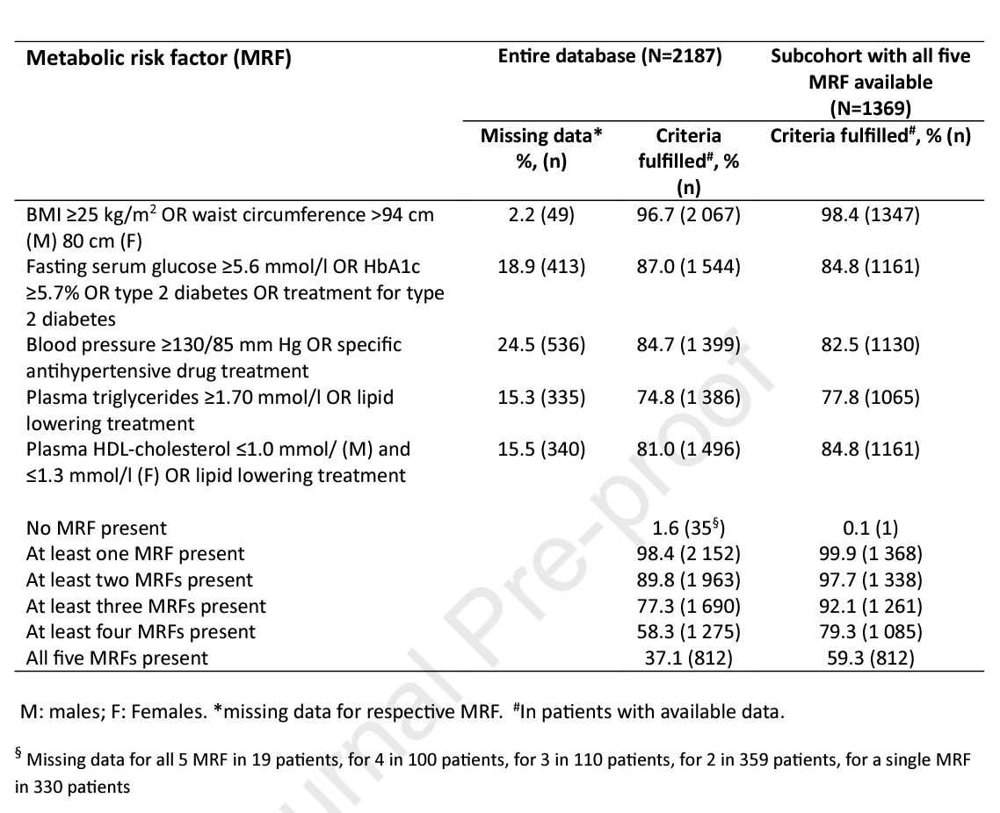 Metabolic risk factor (MRF) Entire database (N=2187) Subcohort with all five
MRF available
(N=1369)
Missing data* Criteria Criteria fulfilled#, % (n)
%, (n) fulfilled#, %
(n)
BMI ≥25 kg/m2 OR waist circumference >94 cm 2.2 (49) 96.7 (2 067) 98.4 (1347)
(M) 80 cm (F)
Fasting serum glucose ≥5.6 mmol/l OR HbA1c 18.9 (413) 87.0 (1 544) 84.8 (1161)
≥5.7% OR type 2 diabetes OR treatment for type
2 diabetes
Blood pressure ≥130/85 mm Hg OR specific 24.5 (536) 84.7 (1 399) 82.5 (1130)
antihypertensive drug treatment
Plasma triglycerides ≥1.70 mmol/l OR lipid 15.3 (335) 74.8 (1 386) 77.8 (1065)
lowering treatment
Plasma HDL-cholesterol ≤1.0 mmol/ (M) and 15.5 (340) 81.0 (1 496) 84.8 (1161)
≤1.3 mmol/l (F) OR lipid lowering treatment
No MRF present 1.6 (35§) 0.1 (1)
At least one MRF present 98.4 (2 152) 99.9 (1 368)
At least two MRFs present 89.8 (1 963) 97.7 (1 338)
At least three MRFs present 77.3 (1 690) 92.1 (1 261)
At least four MRFs present 58.3 (1 275) 79.3 (1 085)
All five MRFs present 37.1 (812) 59.3 (812)
M: males; F: Females. *missing data for respective MRF. #In patients with available data.
§ Missing data for all 5 MRF in 19 patients, for 4 in 100 patients, for 3 in 110 patients, for 2 in 359 patients, for a single MRF
in 330 patients
urnal Pre-proof